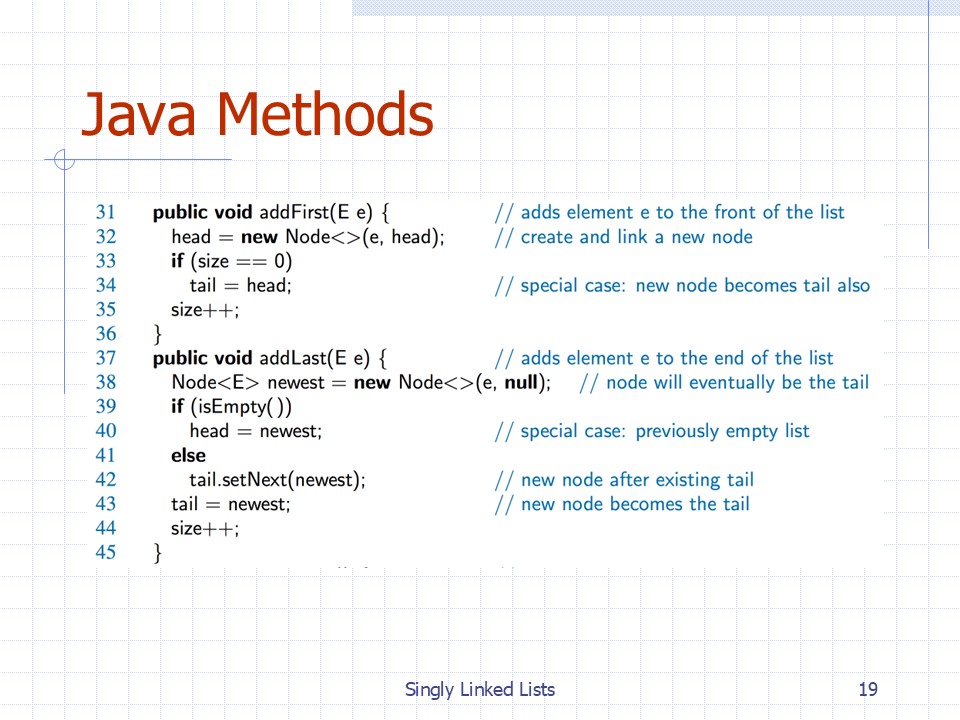 Java Methods
31 public void addFirst(E e) { // adds element e to the front of the list
32 head = new Node<>(e, head); // create and link a new node
33 if (size == 0)
34 tail = head; // special case: new node becomes tail also
35 size++;
36 }
37 public void addLast(E e) { // adds element e to the end of the list
38 Node<E> newest = new Node<>(e, null); // node will eventually be the tail
39 if (isEmpty( ))
40 head = newest; // special case: previously empty list
41 else
42 tail.setNext(newest); // new node after existing tail
43 tail = newest; // new node becomes the tail
44 size++;
45 }
Singly Linked Lists 19